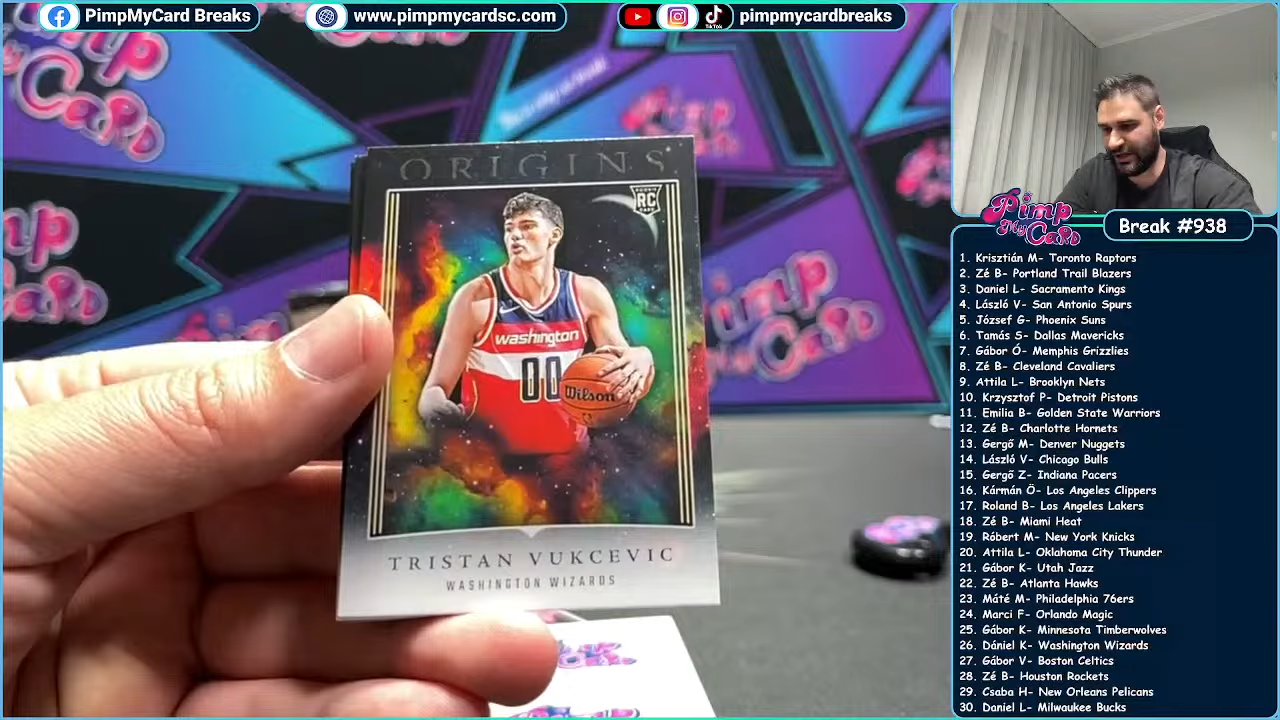 PimpMyCard Breaks
www.pimpmycardsc.com
TikTok
pimpmycardbreaks
Pimp
My CaRD
Break #938
1. Krisztián M- Toronto Raptors
2. Zé B- Portland Trail Blazers
3. Daniel L- Sacramento Kings
4. László V- San Antonio Spurs
5. József G- Phoenix Suns
6. Tamás S- Dallas Mavericks
7. Gábor Ó- Memphis Grizzlies
8. Zé B- Cleveland Cavaliers
9. Attila L- Brooklyn Nets
10. Krzysztof P- Detroit Pistons
11. Emilia B- Golden State Warriors
12. Zé B- Charlotte Hornets
13. Gergő M- Denver Nuggets
14. László V- Chicago Bulls
15. Gergő Z- Indiana Pacers
16. Kármán Ö- Los Angeles Clippers
17. Roland B- Los Angeles Lakers
18. Zé B- Miami Heat
19. Róbert M- New York Knicks
20. Attila L- Oklahoma City Thunder
21. Gábor K- Utah Jazz
22. Zé B- Atlanta Hawks
23. Máté M- Philadelphia 76ers
24. Marci F- Orlando Magic
25. Gábor K- Minnesota Timberwolves
26. Dániel K- Washington Wizards
27. Gábor V- Boston Celtics
28. Zé B- Houston Rockets
29. Csaba H- New Orleans Pelicans
30. Daniel L- Milwaukee Bucks
ORIGINS
RC
washington
00
Wilson
TRISTAN VUKCEVIC
WASHINGTON WIZARDS